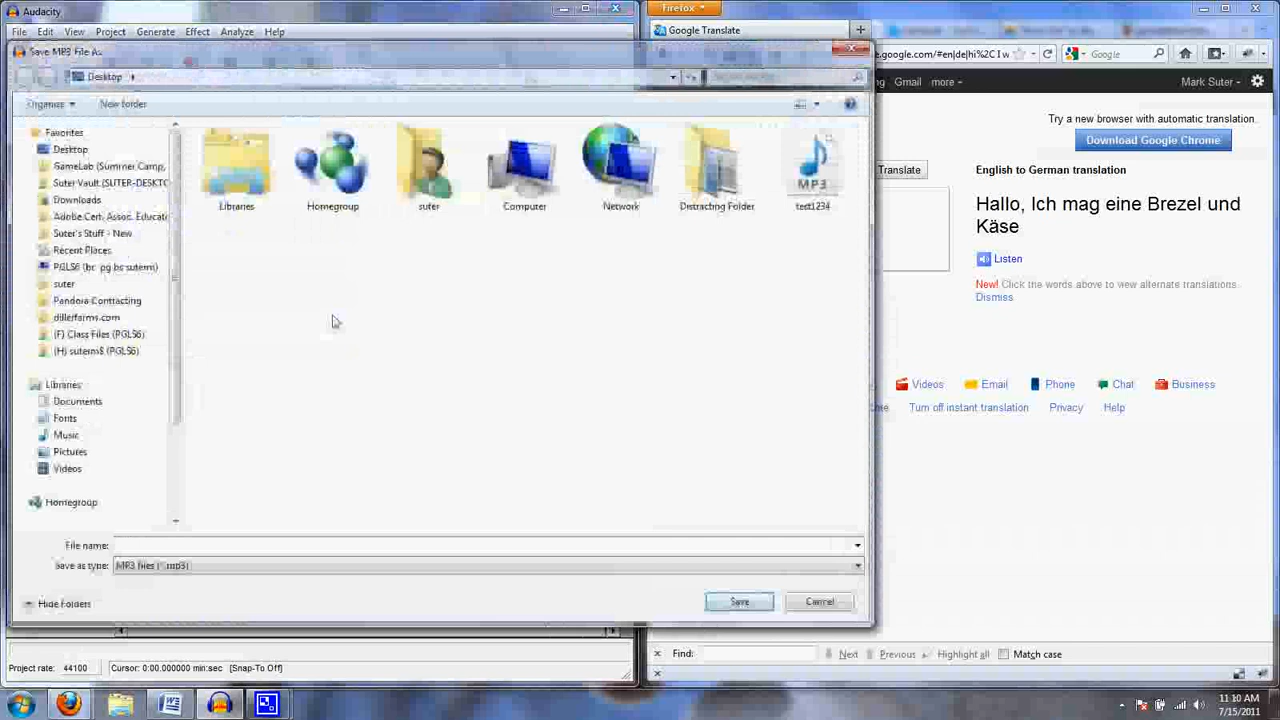 Audacity
File Edit View Project Generate Effect Analyze Help
Save MP3 File As
Desktop
Organize New folder
Favorites
Desktop
GameLab (Summer Camp,
Suter Vault (SUTER-DESKTC
Downloads
Adobe Cert. Assoc. Educato
Suter's Stuff - New
Recent Places
suter
Pandora Contracting
dillerfarms.com
(F) Class Files (PGLS6)
(H) suterm$ (PGLS6)
Libraries
Documents
Fonts
Music
Pictures
Videos
Homegroup
Libraries
Homegroup
suter
Computer
Network
Distracting Folder
MP3
test1234
File name:
Save as type: MP3 files (*.mp3)
Hide Folders
Save Cancel
Project rate: 44100 Cursor: 0:00.000000 min:sec [Snap-To Off]
Firefox
Google Translate
.google.com/#en|de|hi%2C I w
Google
Gmail more
Mark Suter
Try a new browser with automatic translation.
Download Google Chrome
Translate
English to German translation
Hallo, Ich mag eine Brezel und
Käse
Listen
New! Click the words above to view alternate translations.
Dismiss
Videos Email Phone Chat Business
Turn off instant translation Privacy Help
Find: Next Previous Highlight all Match case
11:10 AM
7/15/2011